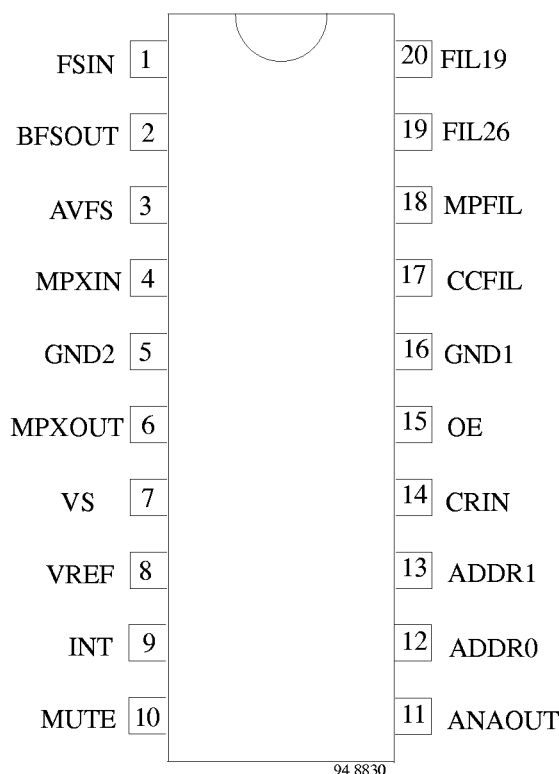 FSIN 1 20 FIL19
BFSOUT 2 19 FIL26
AVFS 3 18 MPFIL
MPXIN 4 17 CCFIL
GND2 5 16 GND1
MPXOUT 6 15 OE
VS 7 14 CRIN
VREF 8 13 ADDR1
INT 9 12 ADDR0
MUTE 10 11 ANAOUT
94 8830